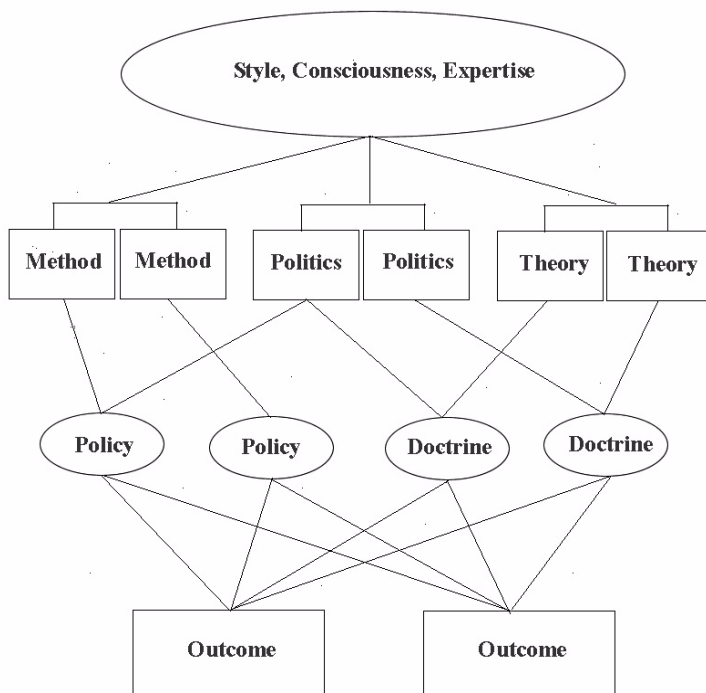 Style, Consciousness, Expertise
Method Method Politics Politics Theory Theory
Policy Policy Doctrine Doctrine
Outcome Outcome